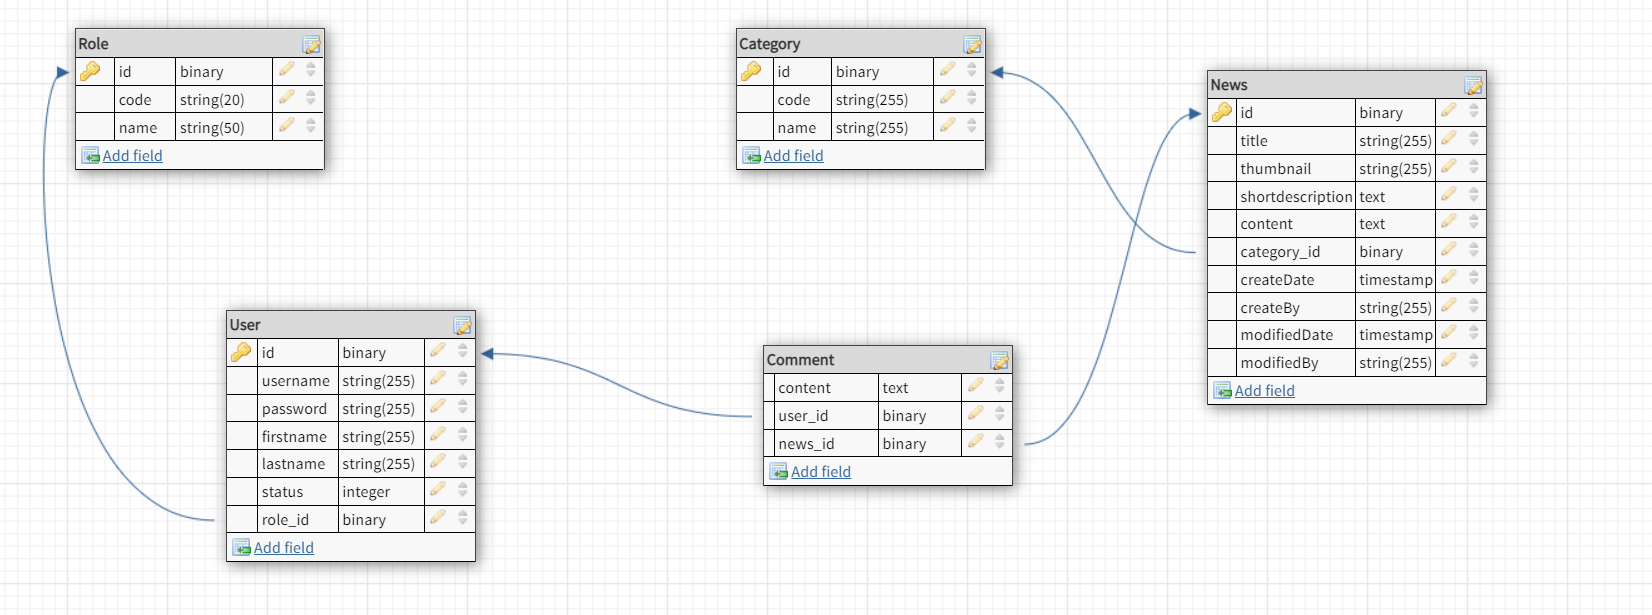 Role
id binary
code string(20)
name string(50)
Add field
Category
id binary
code string(255)
name string(255)
Add field
News
id binary
title string(255)
thumbnail string(255)
shortdescription text
content text
category_id binary
createDate timestamp
createBy string(255)
modifiedDate timestamp
modifiedBy string(255)
Add field
User
id binary
username string(255)
password string(255)
firstname string(255)
lastname string(255)
status integer
role_id binary
Add field
Comment
content text
user_id binary
news_id binary
Add field